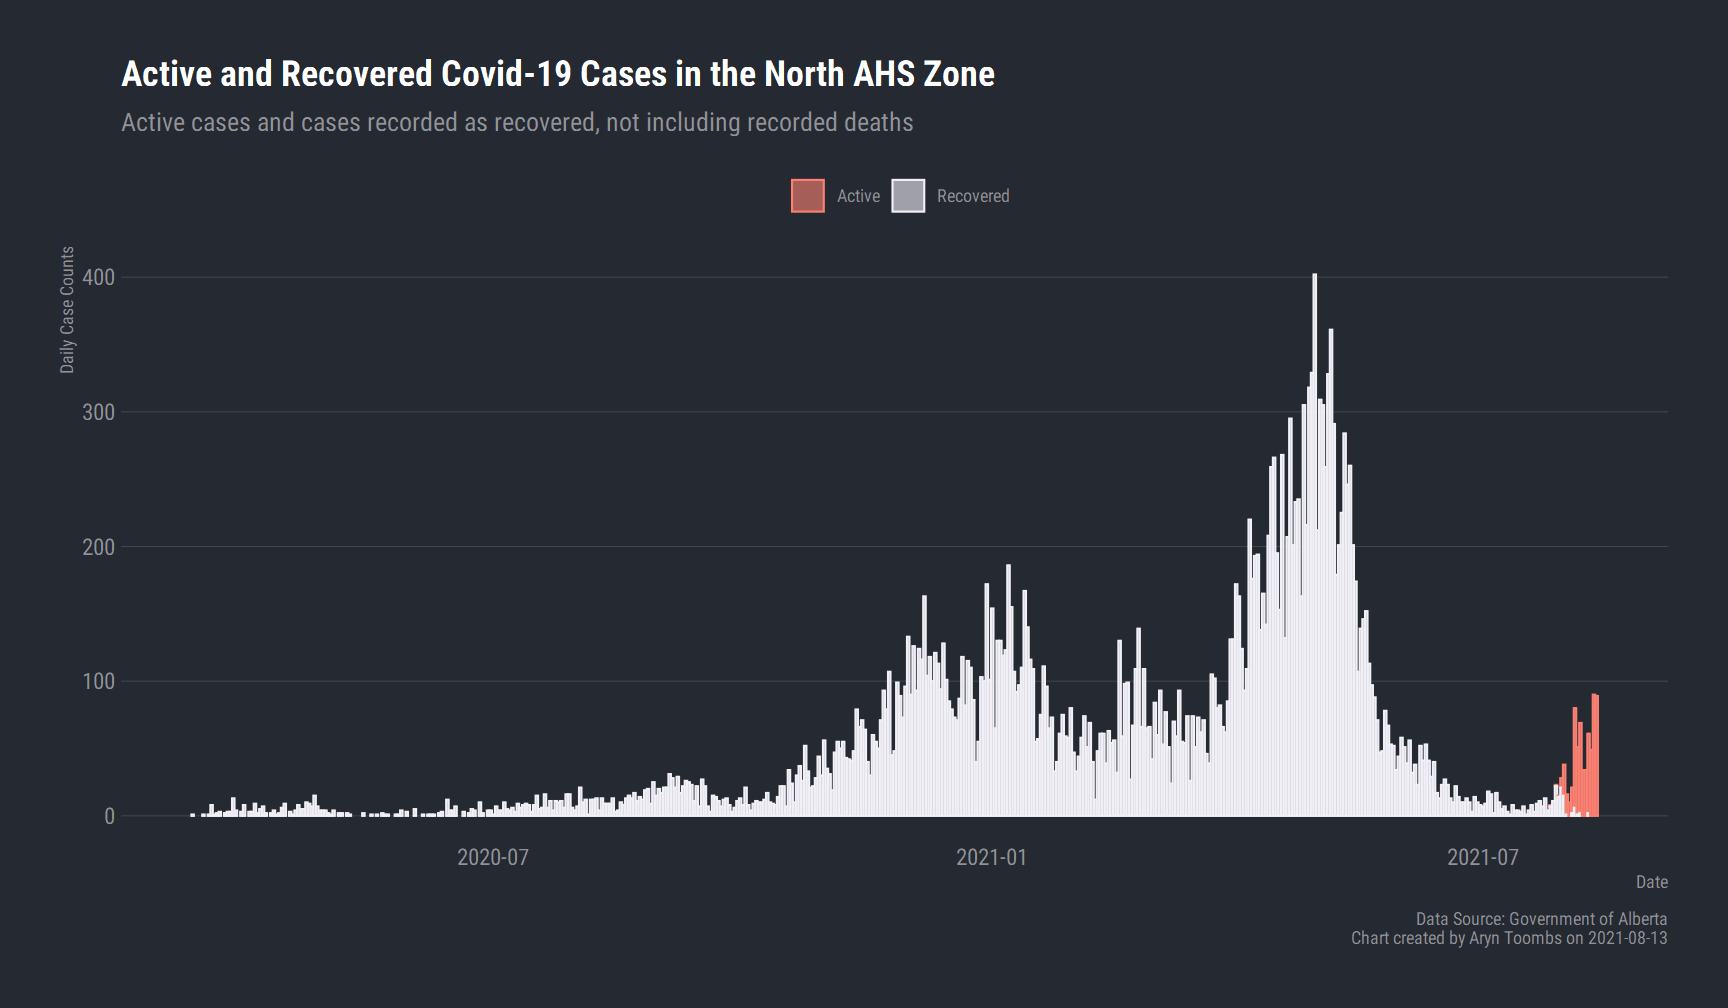 Active and Recovered Covid-19 Cases in the North AHS Zone
Active cases and cases recorded as recovered, not including recorded deaths
Active
Recovered
Daily Case Counts
400
300
200
100
0
2020-07
2021-01
2021-07
Date
Data Source: Government of Alberta
Chart created by Aryn Toombs on 2021-08-13